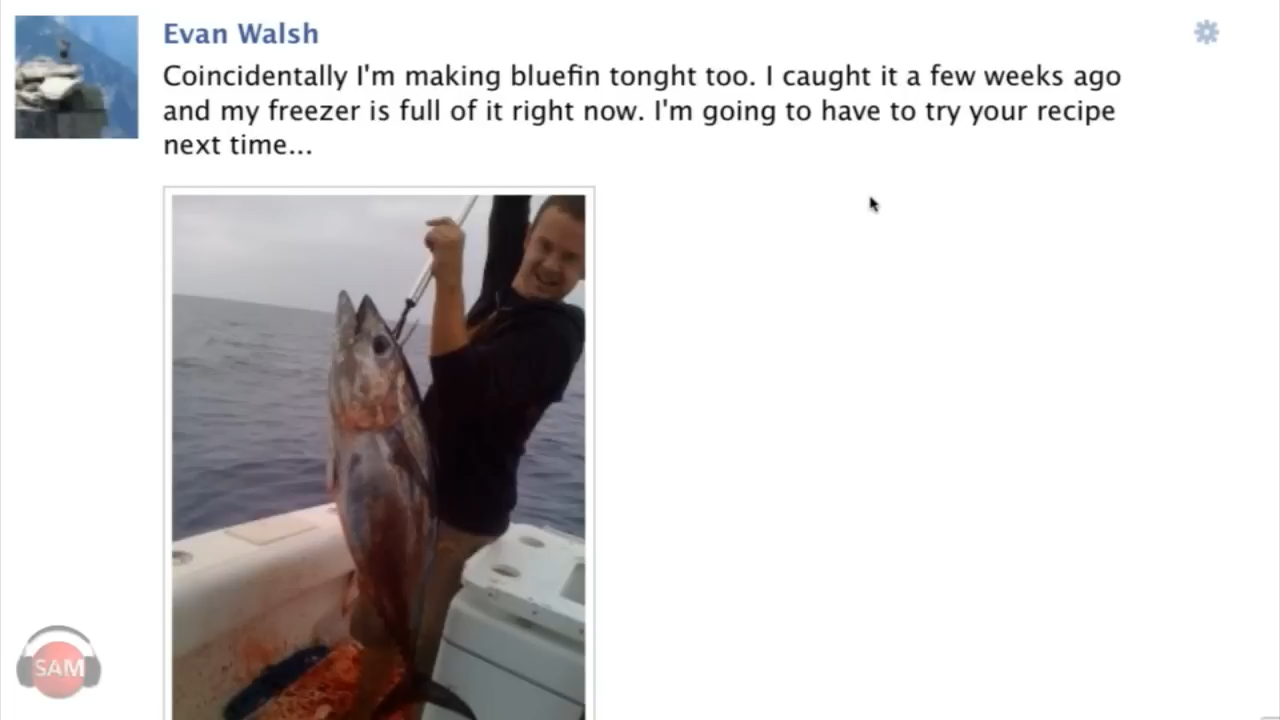 Evan Walsh
Coincidentally I'm making bluefin tonght too. I caught it a few weeks ago
and my freezer is full of it right now. I'm going to have to try your recipe
next time...
SAM